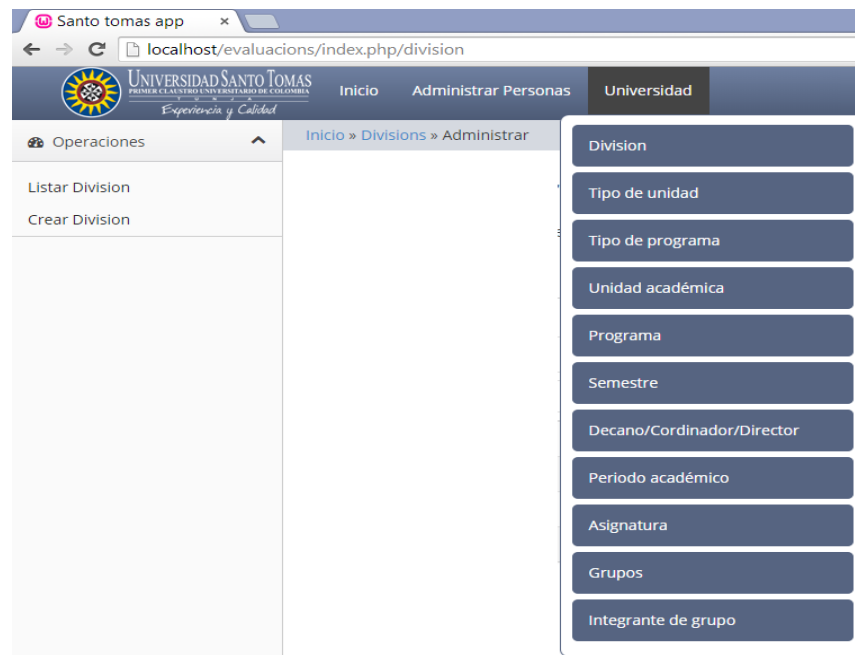 Santo tomas app
localhost/evaluacions/index.php/division
UNIVERSIDAD SANTO TOMAS
PRIMER CLAUSTRO UNIVERSITARIO DE COLOMBIA
Experiencia y Calidad
Inicio
Administrar Personas
Universidad
Operaciones
Listar Division
Crear Division
Inicio » Divisions » Administrar
Division
Tipo de unidad
Tipo de programa
Unidad académica
Programa
Semestre
Decano/Cordinador/Director
Periodo académico
Asignatura
Grupos
Integrante de grupo